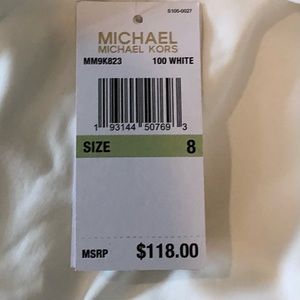 S105-0027
MICHAEL
MICHAEL KORS
MM9K823 100 WHITE
1 93144 50769 3
SIZE 8
MSRP $118.00